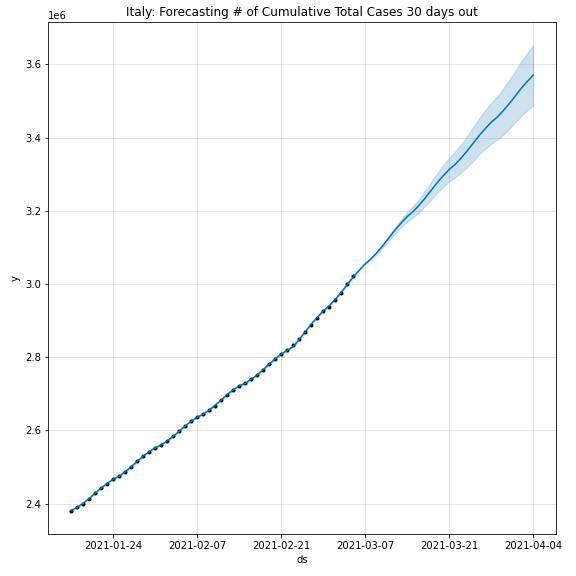 Italy: Forecasting # of Cumulative Total Cases 30 days out
1e6
3.6
3.4
3.2
3.0
2.8
2.6
2.4
y
2021-01-24 2021-02-07 2021-02-21 2021-03-07 2021-03-21 2021-04-04
ds